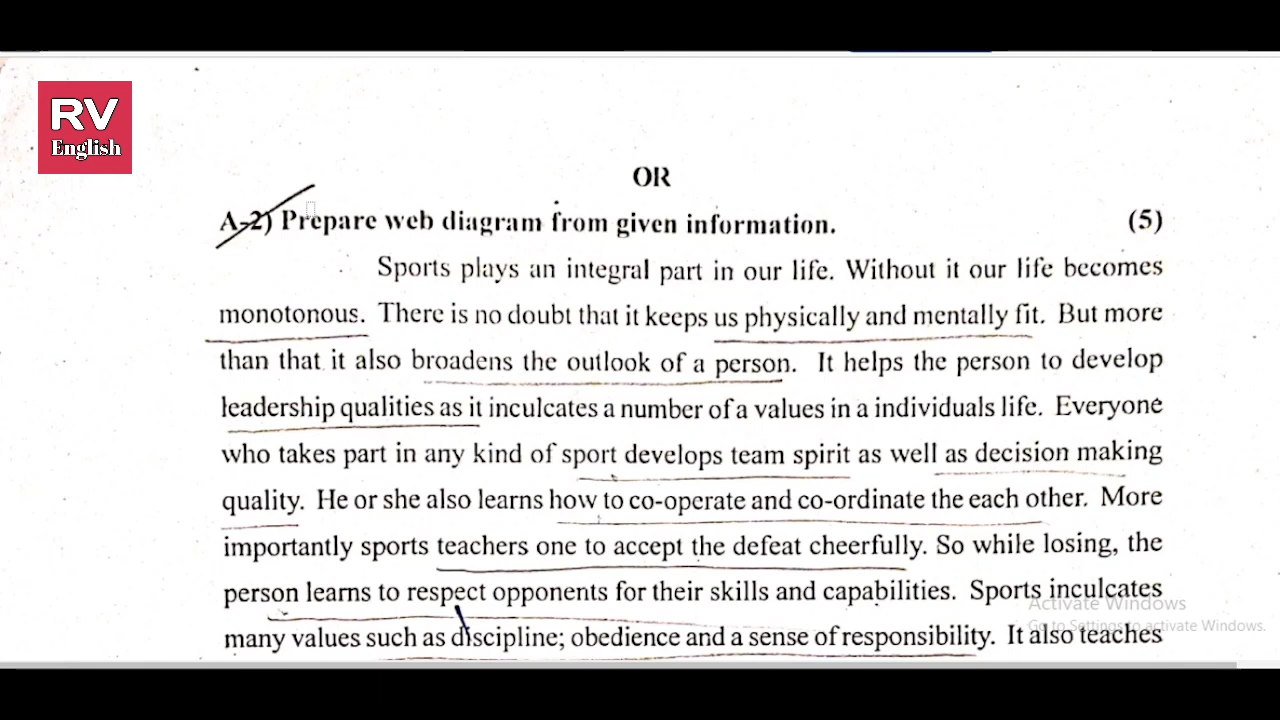 RV
English
OR
A-2) Prepare web diagram from given information. (5)
Sports plays an integral part in our life. Without it our life becomes
monotonous. There is no doubt that it keeps us physically and mentally fit. But more
than that it also broadens the outlook of a person. It helps the person to develop
leadership qualities as it inculcates a number of a values in a individuals life. Everyone
who takes part in any kind of sport develops team spirit as well as decision making
quality. He or she also learns how to co-operate and co-ordinate the each other. More
importantly sports teachers one to accept the defeat cheerfully. So while losing, the
person learns to respect opponents for their skills and capabilities. Sports inculcates
Activate Windows
Go to Settings to activate Windows.
many values such as discipline; obedience and a sense of responsibility. It also teaches